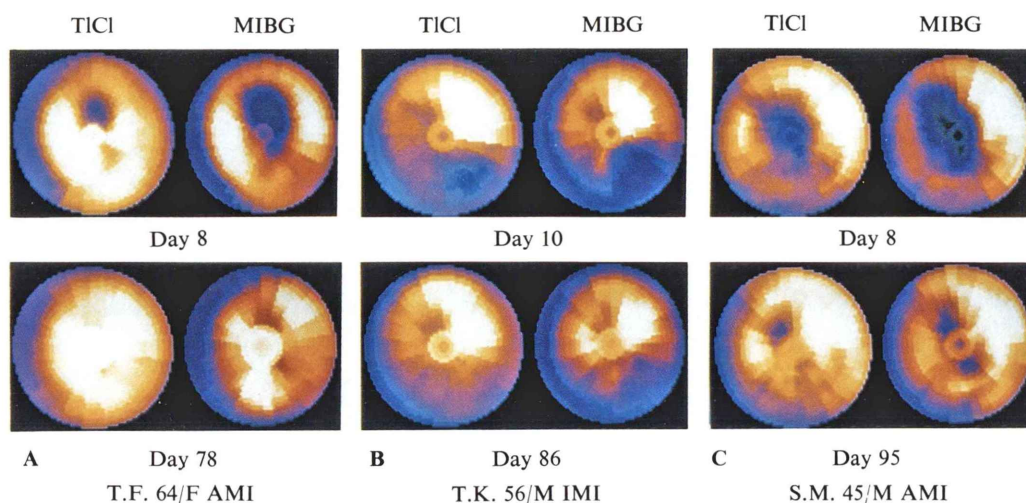 TlCl MIBG TlCl MIBG TlCl MIBG
Day 8 Day 10 Day 8
A Day 78 B Day 86 C Day 95
T.F. 64/F AMI T.K. 56/M IMI S.M. 45/M AMI